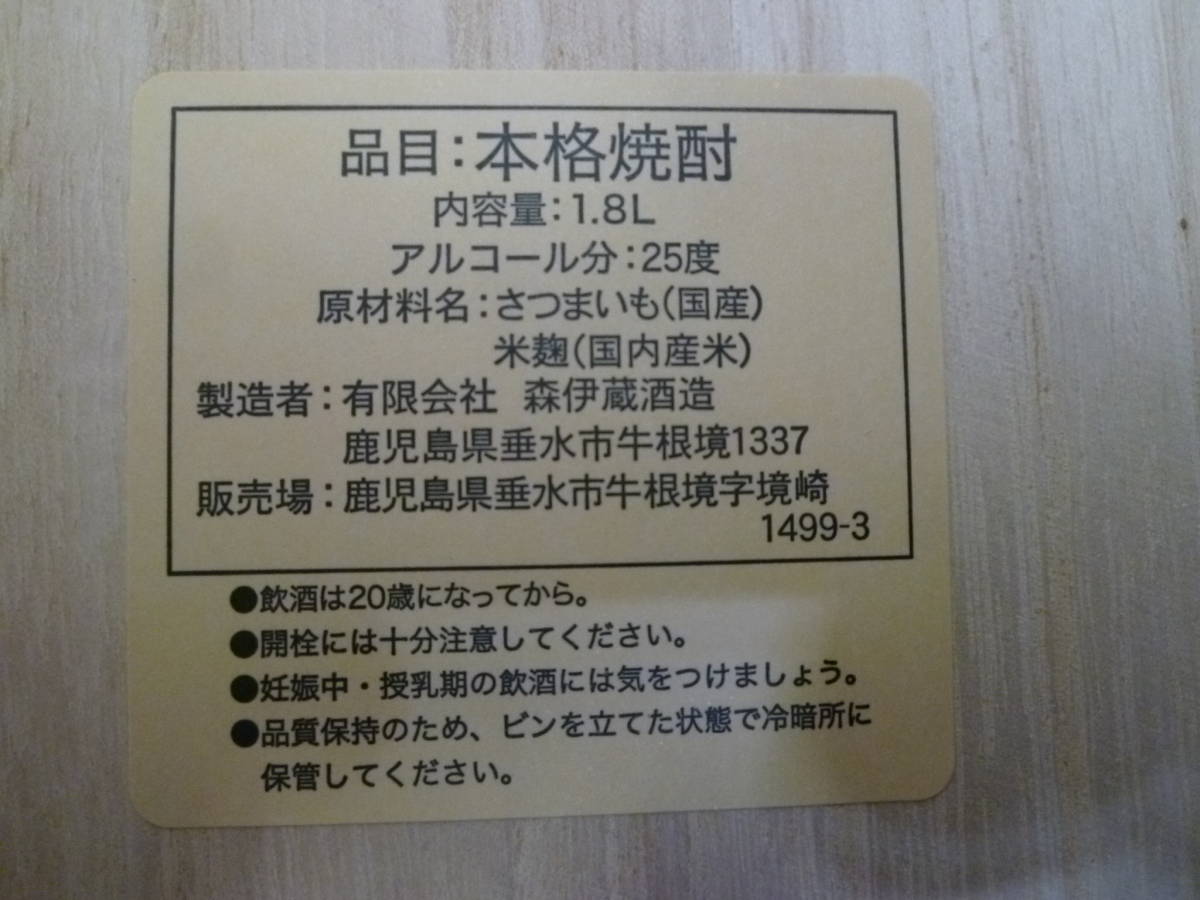 品目：本格焼酎
内容量：1.8L
アルコール分：25度
原材料名：さつまいも(国産)
米麹(国内産米)
製造者：有限会社 森伊蔵酒造
鹿児島県垂水市牛根境1337
販売場：鹿児島県垂水市牛根境字境崎
1499-3
●飲酒は20歳になってから。
●開栓には十分注意してください。
●妊娠中・授乳期の飲酒には気をつけましょう。
●品質保持のため、ビンを立てた状態で冷暗所に
保管してください。